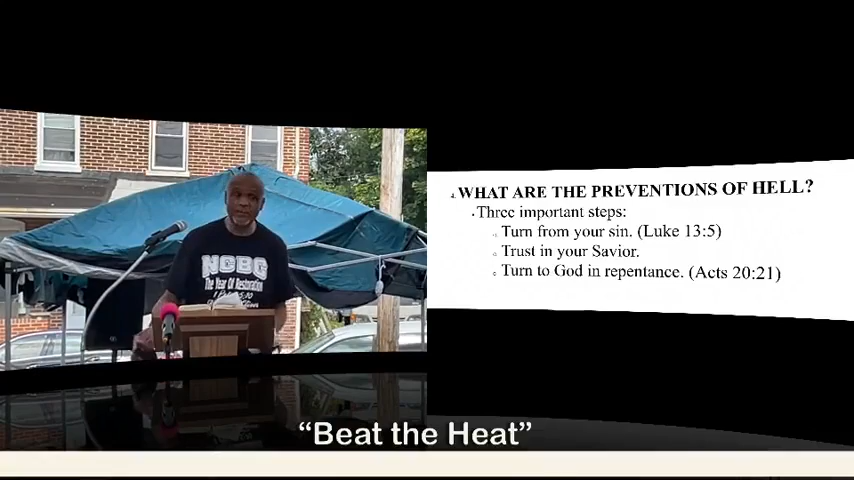 NCBC
The Year of Restoration
WHAT ARE THE PREVENTIONS OF HELL?
Three important steps:
Turn from your sin. (Luke 13:5)
Trust in your Savior.
Turn to God in repentance. (Acts 20:21)
“Beat the Heat”